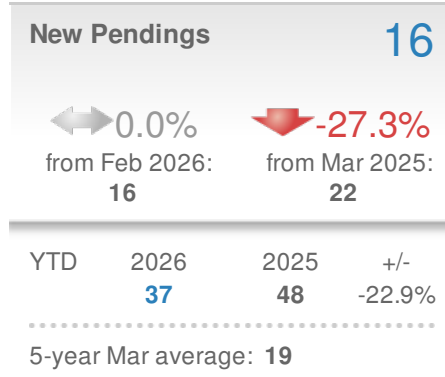 New Pendings 16
0.0% -27.3%
from Feb 2026: from Mar 2025:
16 22
YTD 2026 2025 +/-
37 48 -22.9%
5-year Mar average: 19